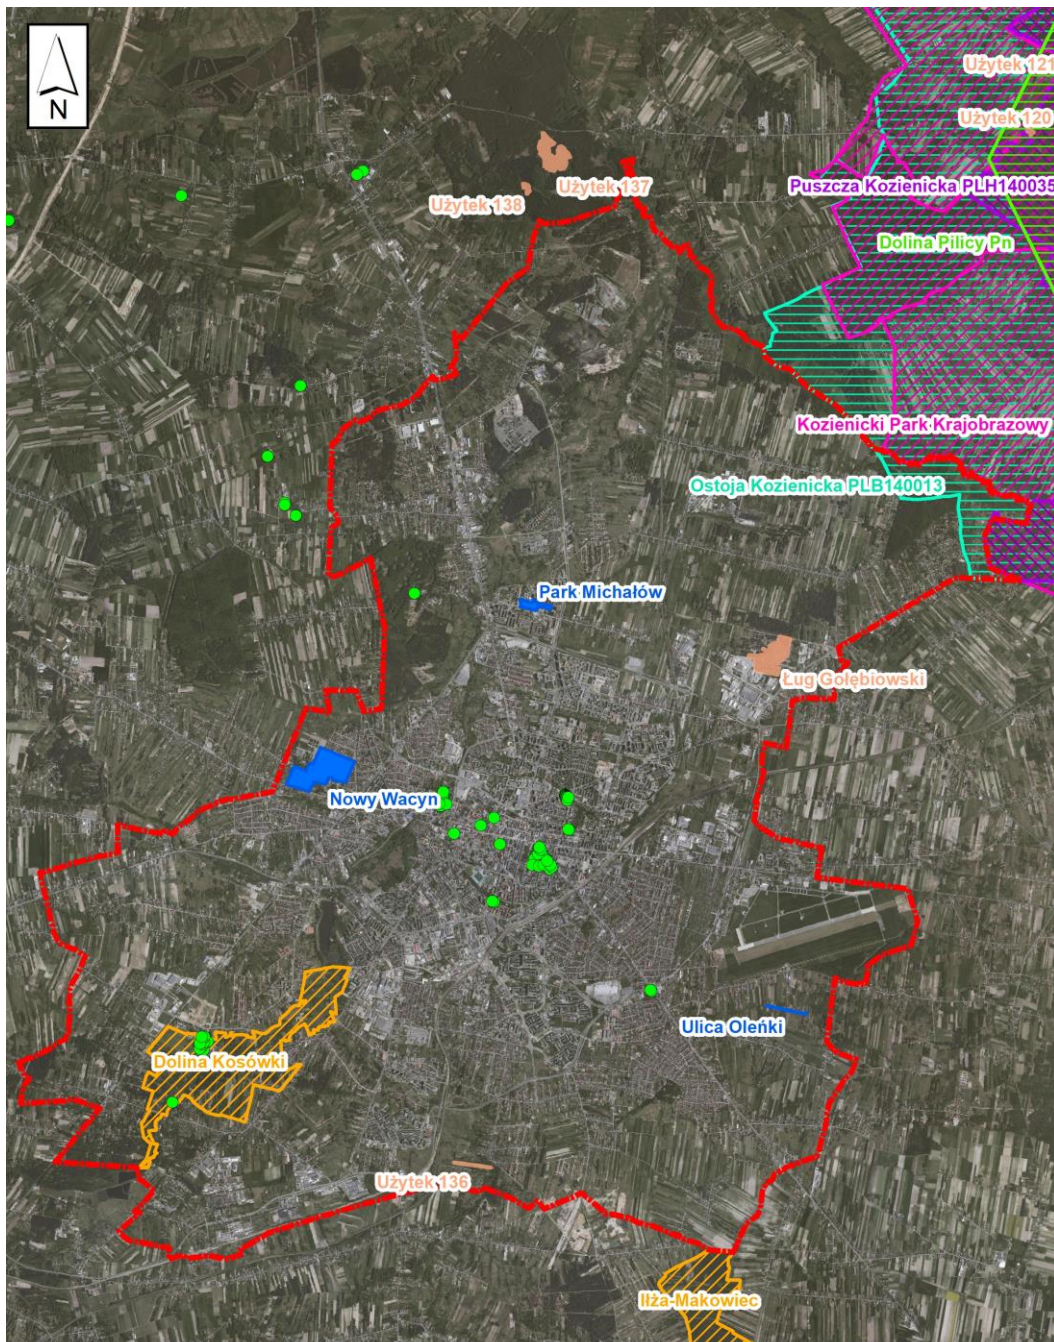 N
Użytek 121
Użytek 120
Użytek 137
Puszcza Kozienicka PLH140035
Użytek 138
Dolina Pilicy Pn
Kozienicki Park Krajobrazowy
Ostoja Kozienicka PLB140013
Park Michałów
Ług Gołębiowski
Nowy Wacyn
Ulica Oleńki
Dolina Kosówki
Użytek 136
Iłża-Makowiec